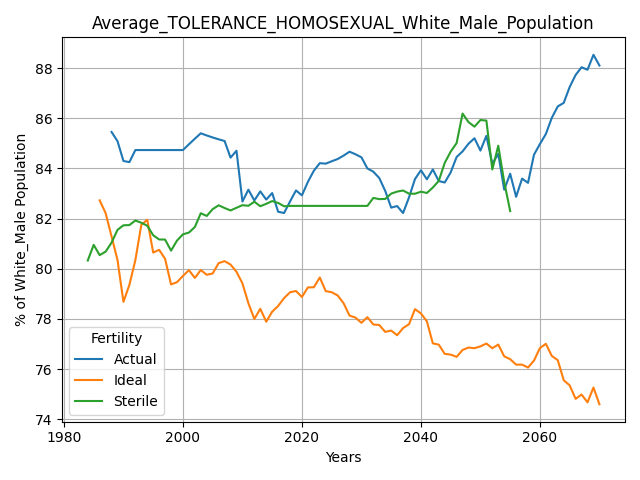 Average_TOLERANCE_HOMOSEXUAL_White_Male_Population
% of White_Male Population
88
86
84
82
80
78
76
74
Fertility
Actual
Ideal
Sterile
1980 2000 2020 2040 2060
Years